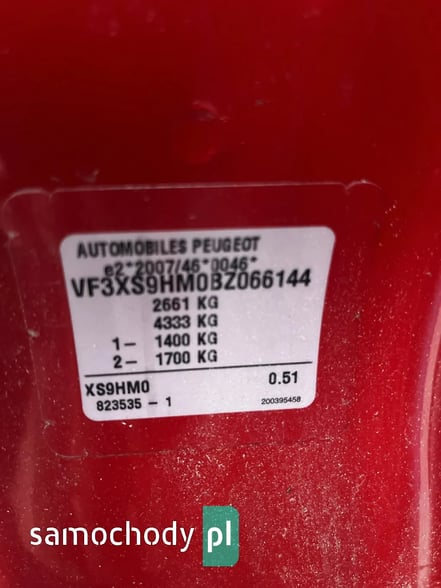 AUTOMOBILES PEUGEOT
e2*2007/46*0046*
VF3XS9HM0BZ066144
2661 KG
4333 KG
1- 1400 KG
2- 1700 KG
XS9HM0 0.51
823535 - 1 200395458
samochody pl